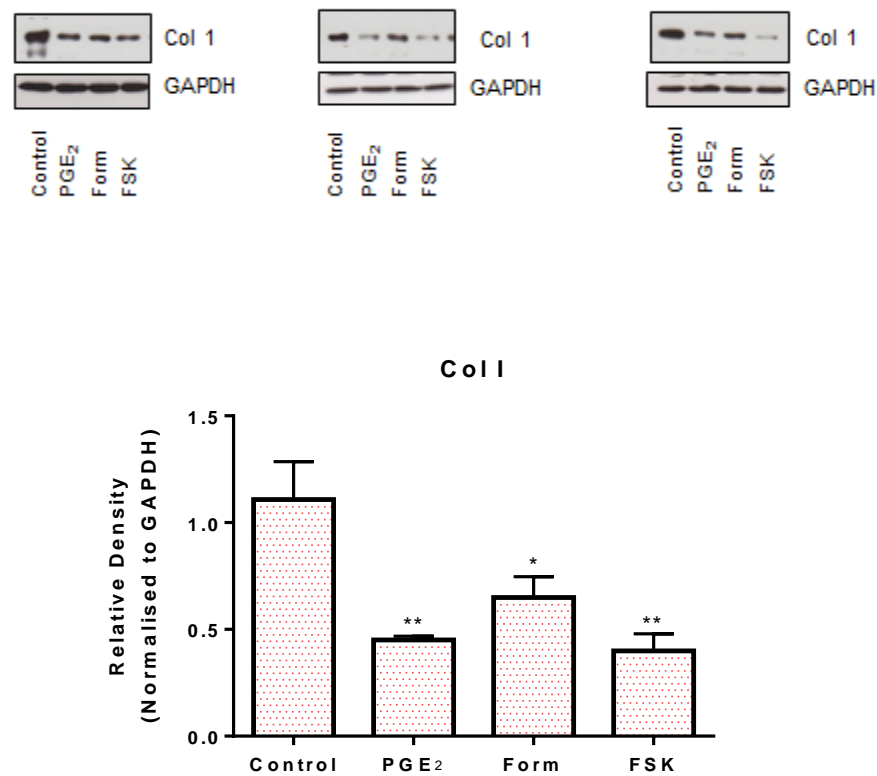 Col 1
GAPDH
Control
PGE₂
Form
FSK
Col 1
GAPDH
Control
PGE₂
Form
FSK
Col 1
GAPDH
Control
PGE₂
Form
FSK
Col I
Relative Density
(Normalised to GAPDH)
1.5
1.0
0.5
0.0
**
*
**
Control PGE₂ Form FSK